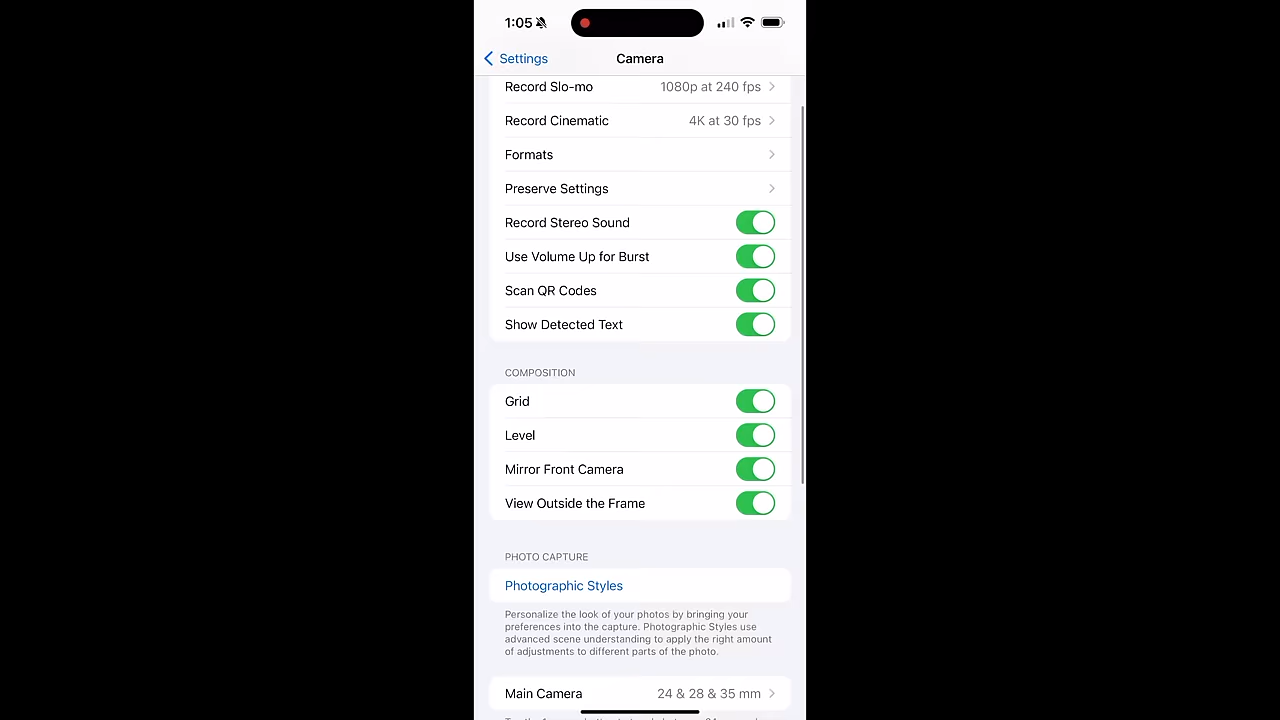 1:05
Settings
Camera
Record Slo-mo 1080p at 240 fps
Record Cinematic 4K at 30 fps
Formats
Preserve Settings
Record Stereo Sound
Use Volume Up for Burst
Scan QR Codes
Show Detected Text
COMPOSITION
Grid
Level
Mirror Front Camera
View Outside the Frame
PHOTO CAPTURE
Photographic Styles
Personalize the look of your photos by bringing your
preferences into the capture. Photographic Styles use
advanced scene understanding to apply the right amount
of adjustments to different parts of the photo.
Main Camera 24 & 28 & 35 mm